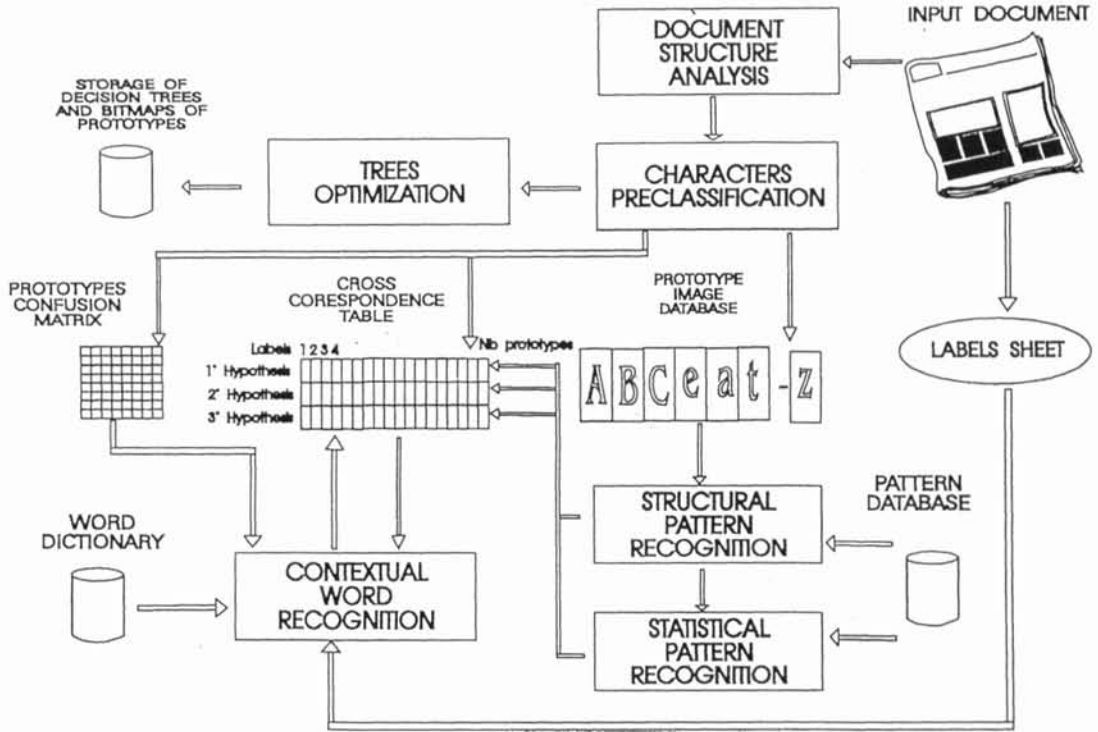 INPUT DOCUMENT
DOCUMENT
STRUCTURE
ANALYSIS
STORAGE OF
DECISION TREES
AND BITMAPS OF
PROTOTYPES
TREES
OPTIMIZATION
CHARACTERS
PRECLASSIFICATION
PROTOTYPES
CONFUSION
MATRIX
CROSS
CORESPONDENCE
TABLE
PROTOTYPE
IMAGE
DATABASE
Labels 1 2 3 4
Nb prototypes
1° Hypothesis
2° Hypothesis
3° Hypothesis
A B C e a t - z
LABELS SHEET
WORD
DICTIONARY
CONTEXTUAL
WORD
RECOGNITION
STRUCTURAL
PATTERN
RECOGNITION
PATTERN
DATABASE
STATISTICAL
PATTERN
RECOGNITION